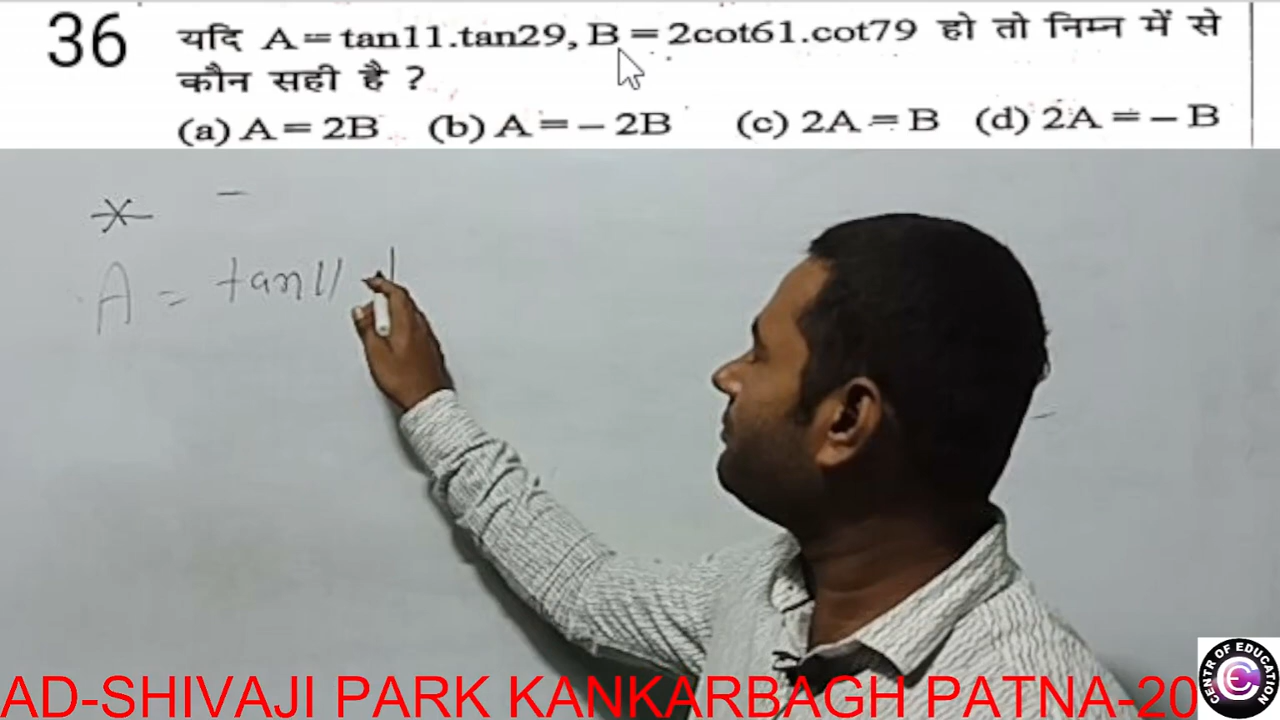 36 यदि A = tan11.tan29, B = 2cot61.cot79 हो तो निम्न में से
कौन सही है ?
(a) A = 2B (b) A = – 2B (c) 2A = B (d) 2A = – B
A = tan11
AD-SHIVAJI PARK KANKARBAGH PATNA-20
CENTR OF EDUCATION